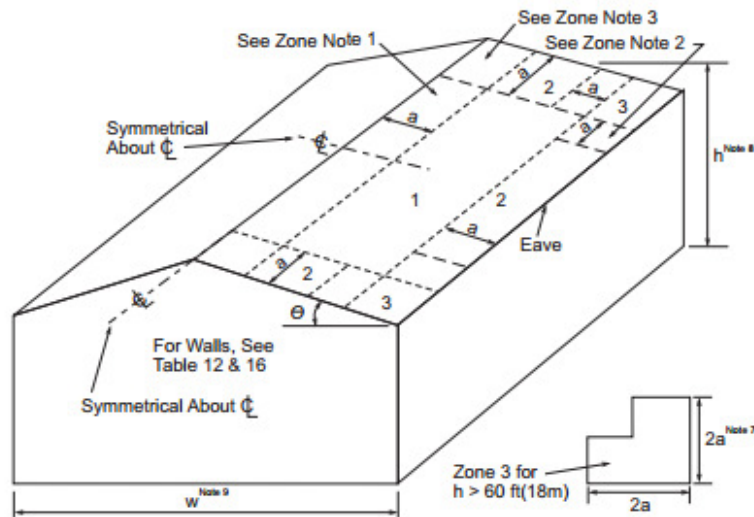 See Zone Note 3
See Zone Note 1
See Zone Note 2
a
2
a
3
Symmetrical
About ℄
a
a
℄
h Note 8
1
2
a
Eave
a
2
3
℄
Θ
For Walls, See
Table 12 & 16
Symmetrical About ℄
2a Note 7
Zone 3 for
h > 60 ft(18m)
2a
W Note 9